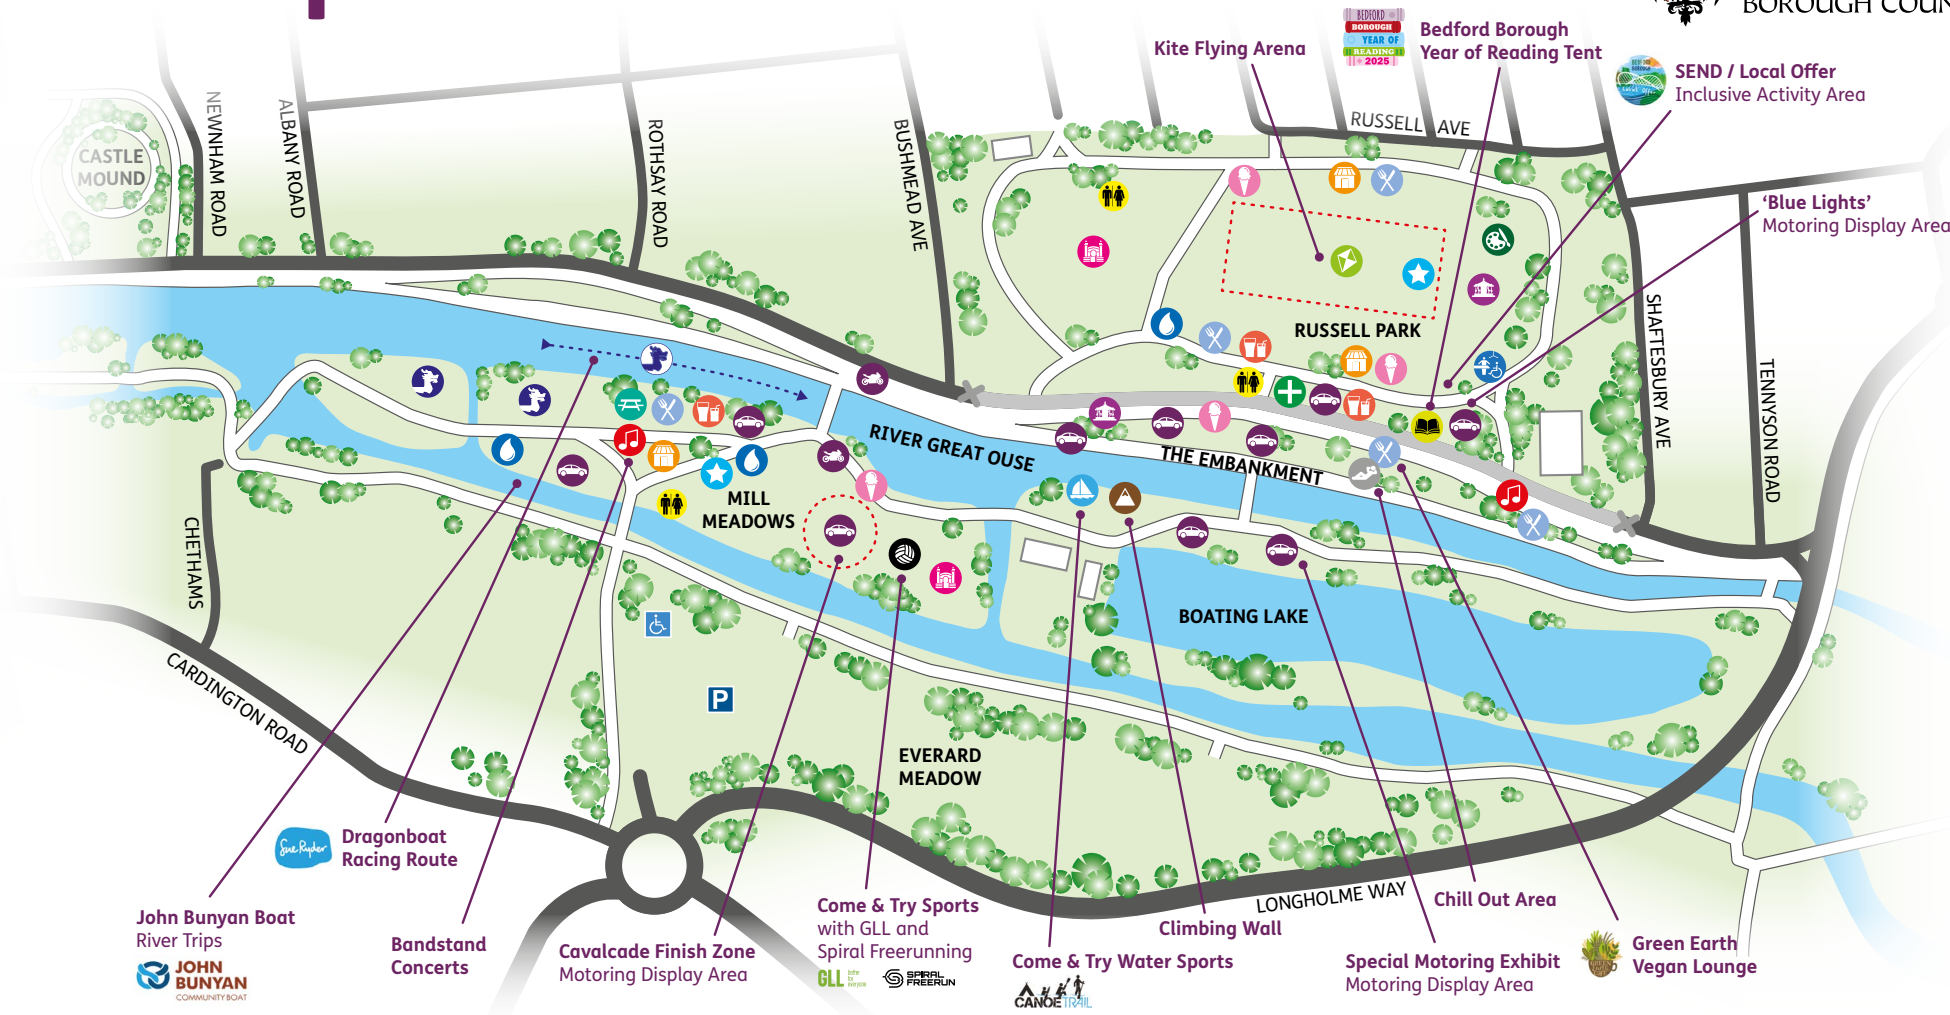 BOROUGH COUN
Kite Flying Arena
BEDFORD
BOROUGH
YEAR OF
READING
2025
Bedford Borough
Year of Reading Tent
SEND / Local Offer
Inclusive Activity Area
'Blue Lights'
Motoring Display Area
RUSSELL AVE
CASTLE
MOUND
NEWNHAM ROAD
ALBANY ROAD
ROTHSAY ROAD
BUSHMEAD AVE
SHAFTESBURY AVE
TENNYSON ROAD
RUSSELL PARK
RIVER GREAT OUSE
THE EMBANKMENT
MILL
MEADOWS
BOATING LAKE
CHETHAMS
CARDINGTON ROAD
P
EVERARD
MEADOW
LONGHOLME WAY
Sue Ryder
Dragonboat
Racing Route
John Bunyan Boat
River Trips
JOHN
BUNYAN
COMMUNITY BOAT
Bandstand
Concerts
Cavalcade Finish Zone
Motoring Display Area
Come & Try Sports
with GLL and
Spiral Freerunning
GLL
SPIRAL
FREERUN
Come & Try Water Sports
CANOETRAIL
Climbing Wall
Special Motoring Exhibit
Motoring Display Area
Chill Out Area
Green Earth
Vegan Lounge